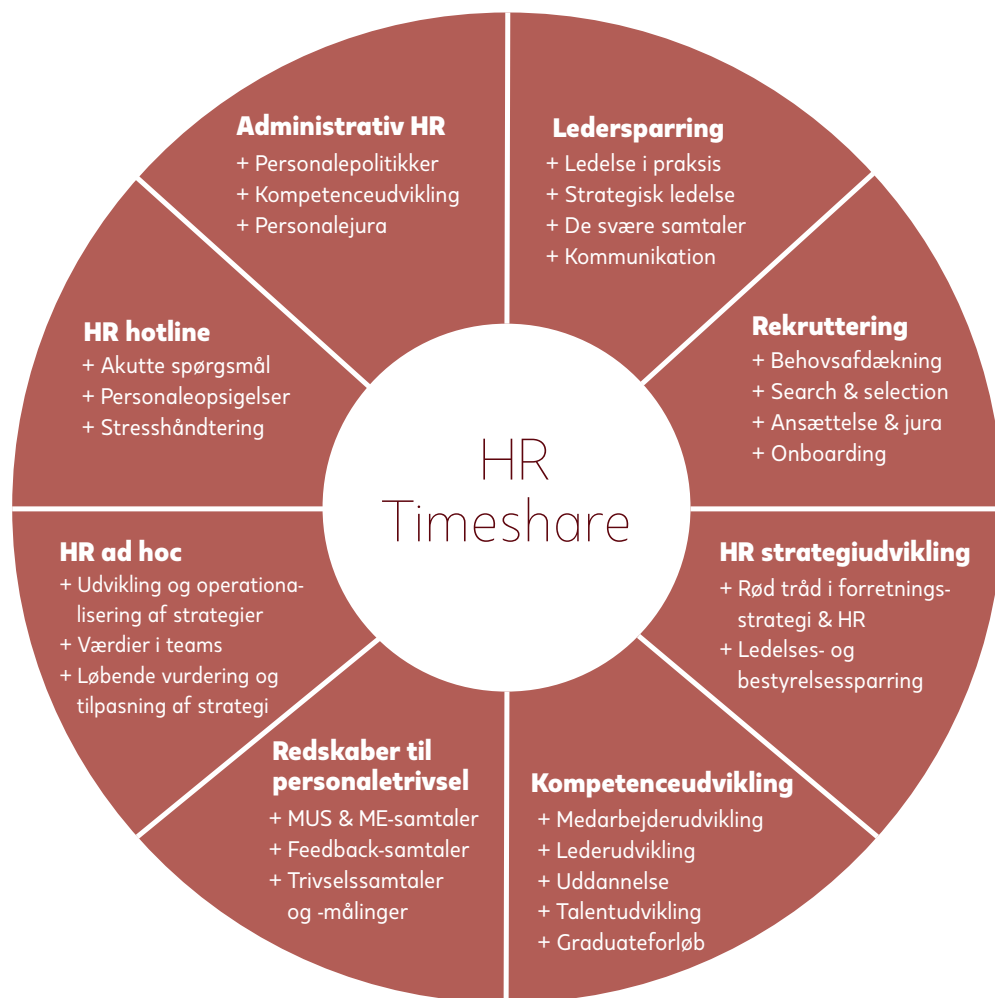 Administrativ HR
+ Personalepolitikker
+ Kompetenceudvikling
+ Personalejura
Ledersparring
+ Ledelse i praksis
+ Strategisk ledelse
+ De svære samtaler
+ Kommunikation
Rekruttering
+ Behovsafdækning
+ Search & selection
+ Ansættelse & jura
+ Onboarding
HR strategiudvikling
+ Rød tråd i forretnings-
strategi & HR
+ Ledelses- og
bestyrelsessparring
Kompetenceudvikling
+ Medarbejderudvikling
+ Lederudvikling
+ Uddannelse
+ Talentudvikling
+ Graduateforløb
Redskaber til
personaletrivsel
+ MUS & ME-samtaler
+ Feedback-samtaler
+ Trivselssamtaler
og -målinger
HR ad hoc
+ Udvikling og operationa-
lisering af strategier
+ Værdier i teams
+ Løbende vurdering og
tilpasning af strategi
HR hotline
+ Akutte spørgsmål
+ Personaleopsigelser
+ Stresshåndtering
HR
Timeshare